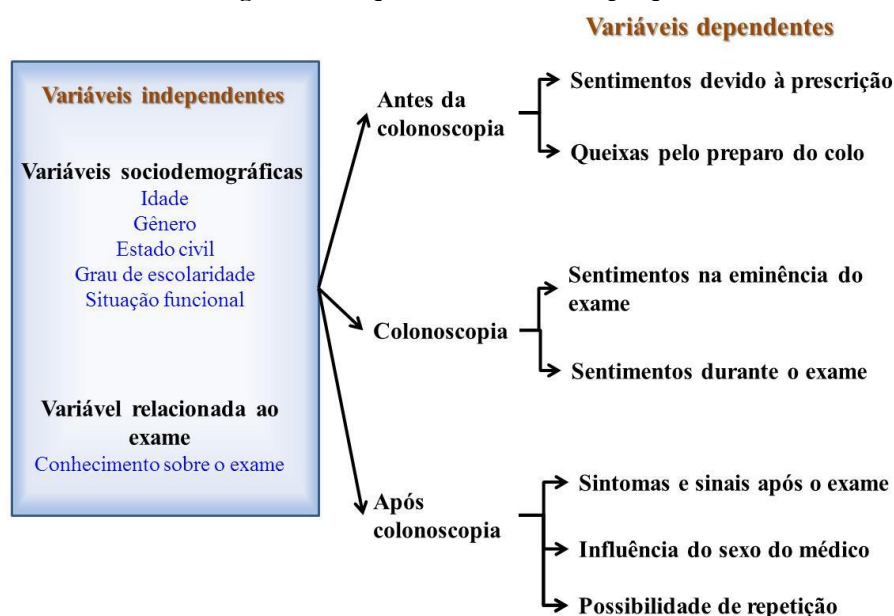 Variáveis dependentes
Variáveis independentes
Variáveis sociodemográficas
Idade
Gênero
Estado civil
Grau de escolaridade
Situação funcional
Variável relacionada ao
exame
Conhecimento sobre o exame
Antes da
colonoscopia
Sentimentos devido à prescrição
Queixas pelo preparo do colo
Colonoscopia
Sentimentos na eminência do
exame
Sentimentos durante o exame
Após
colonoscopia
Sintomas e sinais após o exame
Influência do sexo do médico
Possibilidade de repetição